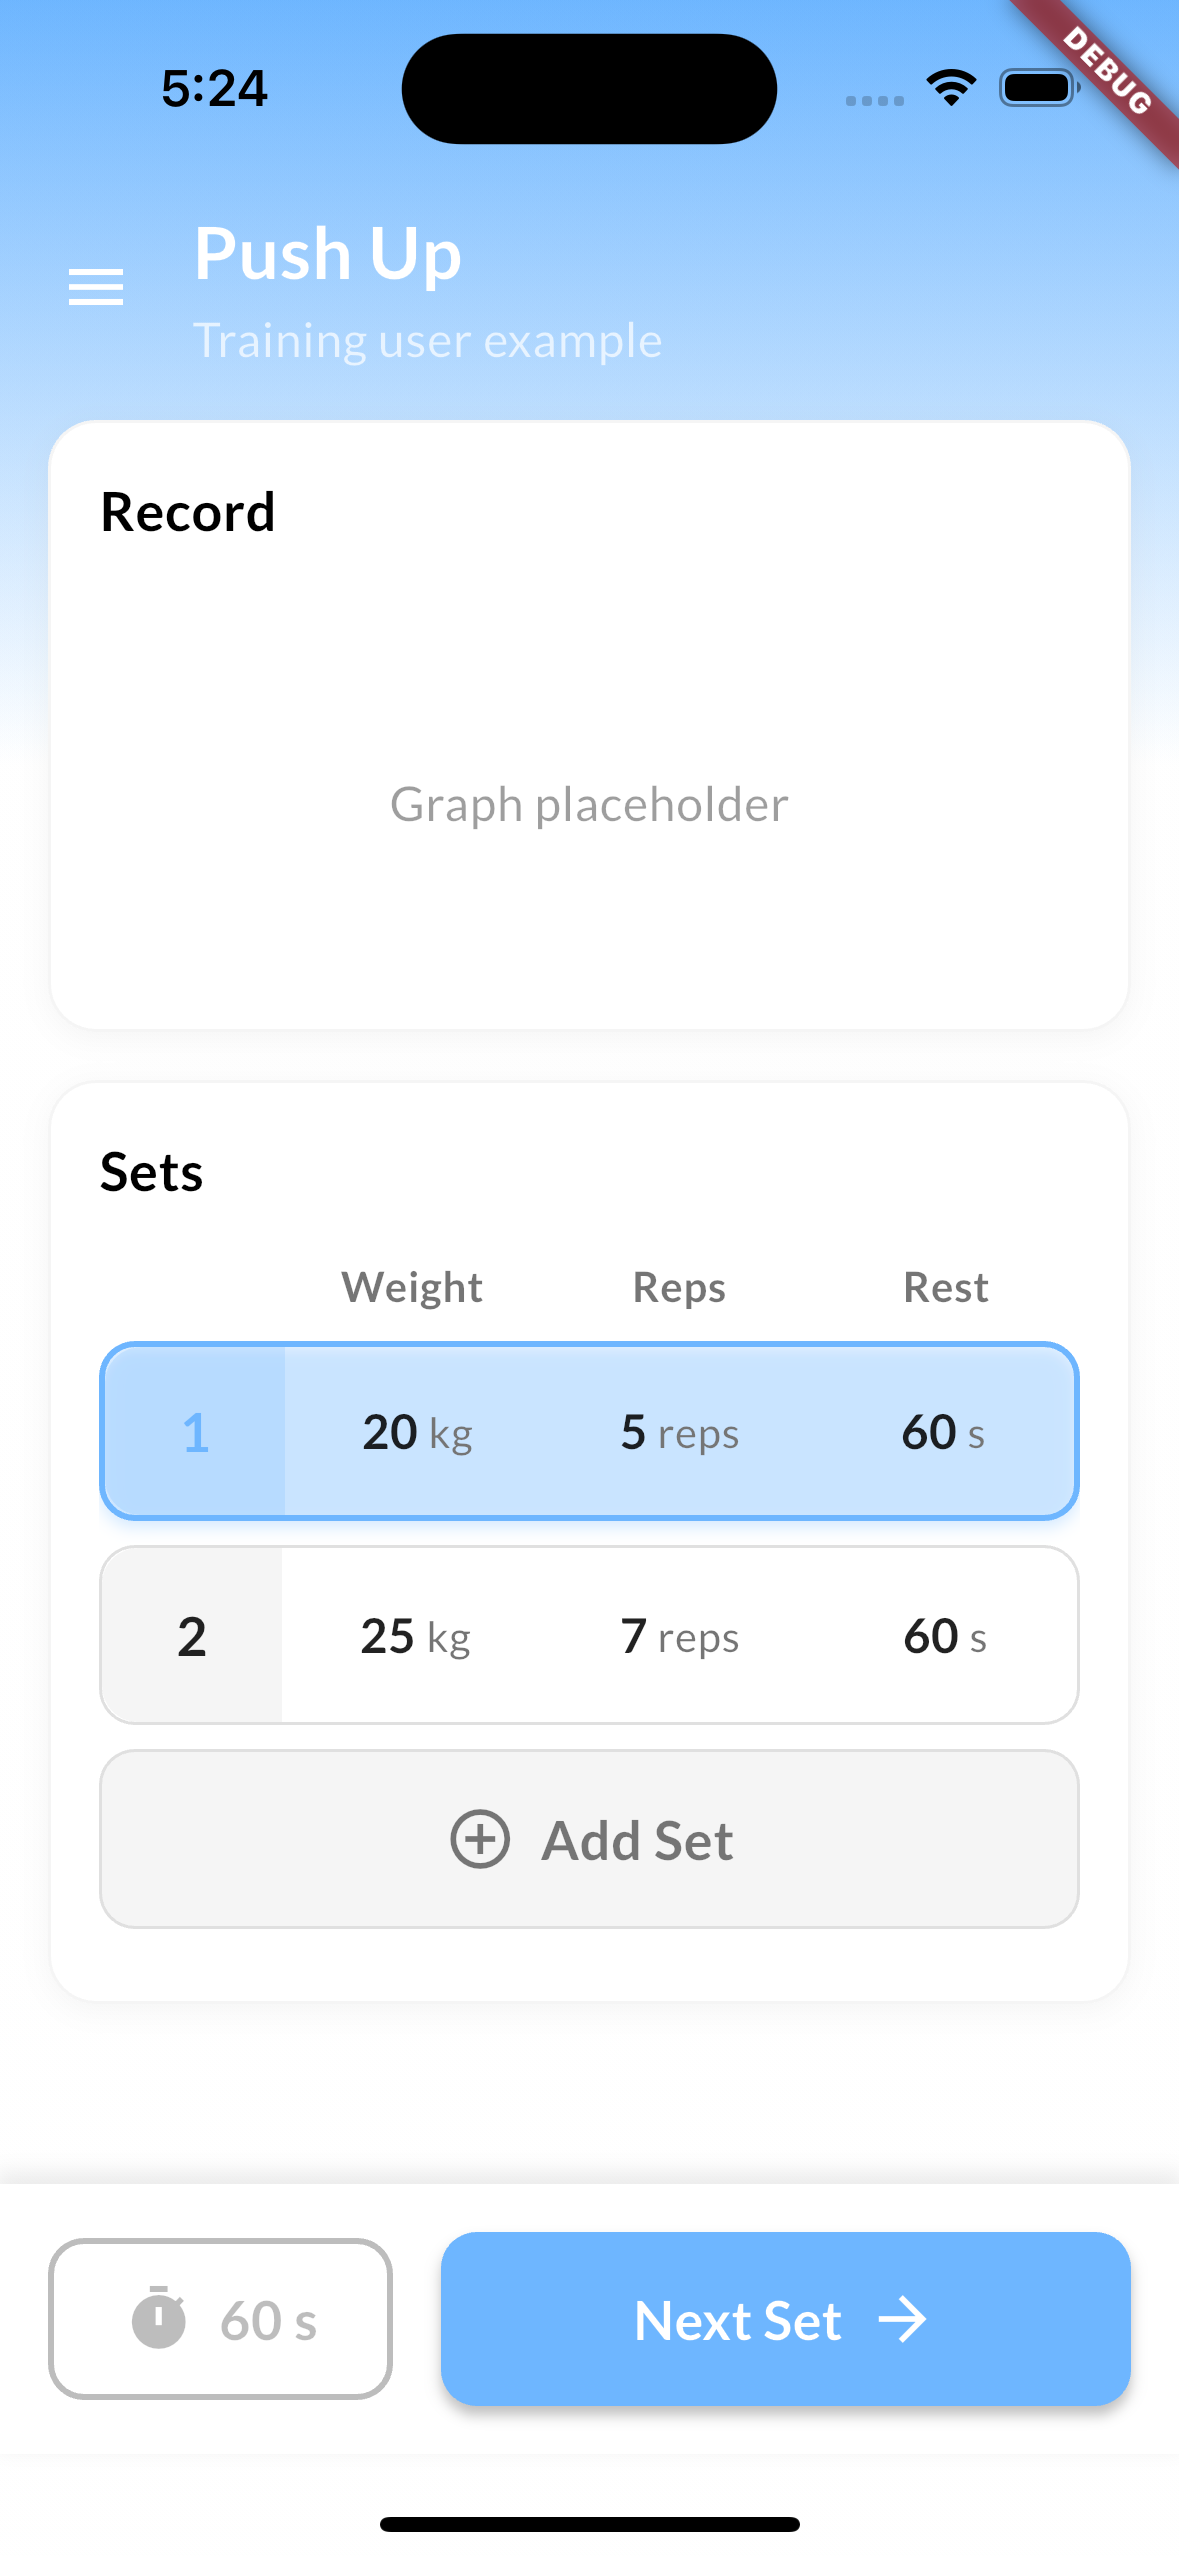 5:24
DEBUG
Push Up
Training user example
Record
Graph placeholder
Sets
Weight Reps Rest
1 20 kg 5 reps 60 s
2 25 kg 7 reps 60 s
Add Set
60 s Next Set